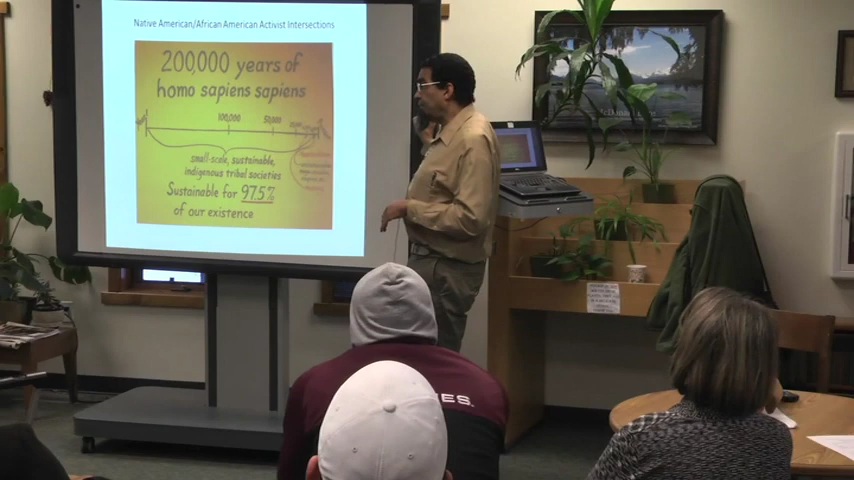 Native American/African American Activist Intersections
200,000 years of
homo sapiens sapiens
100,000
50,000
small-scale, sustainable,
indigenous tribal societies
Sustainable for 97.5%
of our existence
ES.